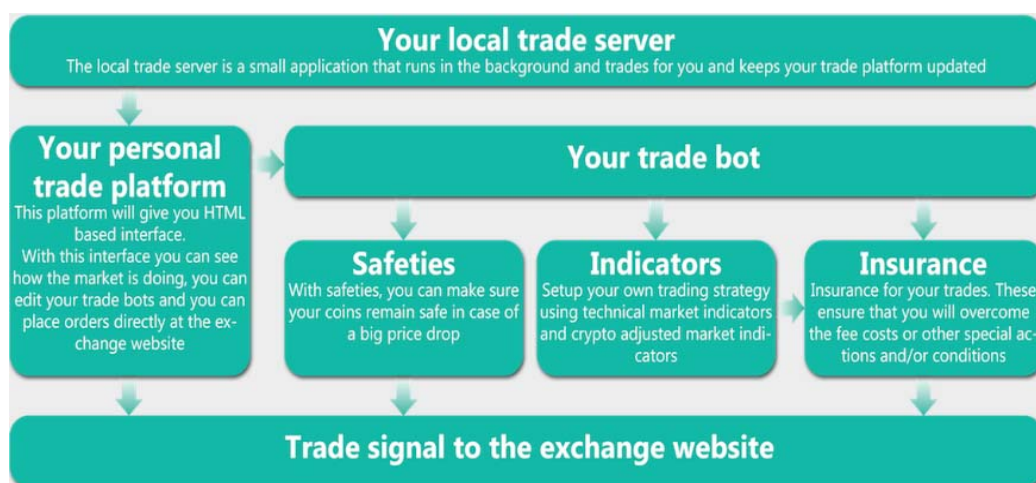 Your local trade server
The local trade server is a small application that runs in the background and trades for you and keeps your trade platform updated
Your personal
trade platform
This platform will give you HTML
based interface.
With this interface you can see
how the market is doing, you can
edit your trade bots and you can
place orders directly at the ex-
change website
Your trade bot
Safeties
With safeties, you can make sure
your coins remain safe in case of
a big price drop
Indicators
Setup your own trading strategy
using technical market indicators
and crypto adjusted market indi-
cators
Insurance
Insurance for your trades. These
ensure that you will overcome
the fee costs or other special ac-
tions and/or conditions
Trade signal to the exchange website